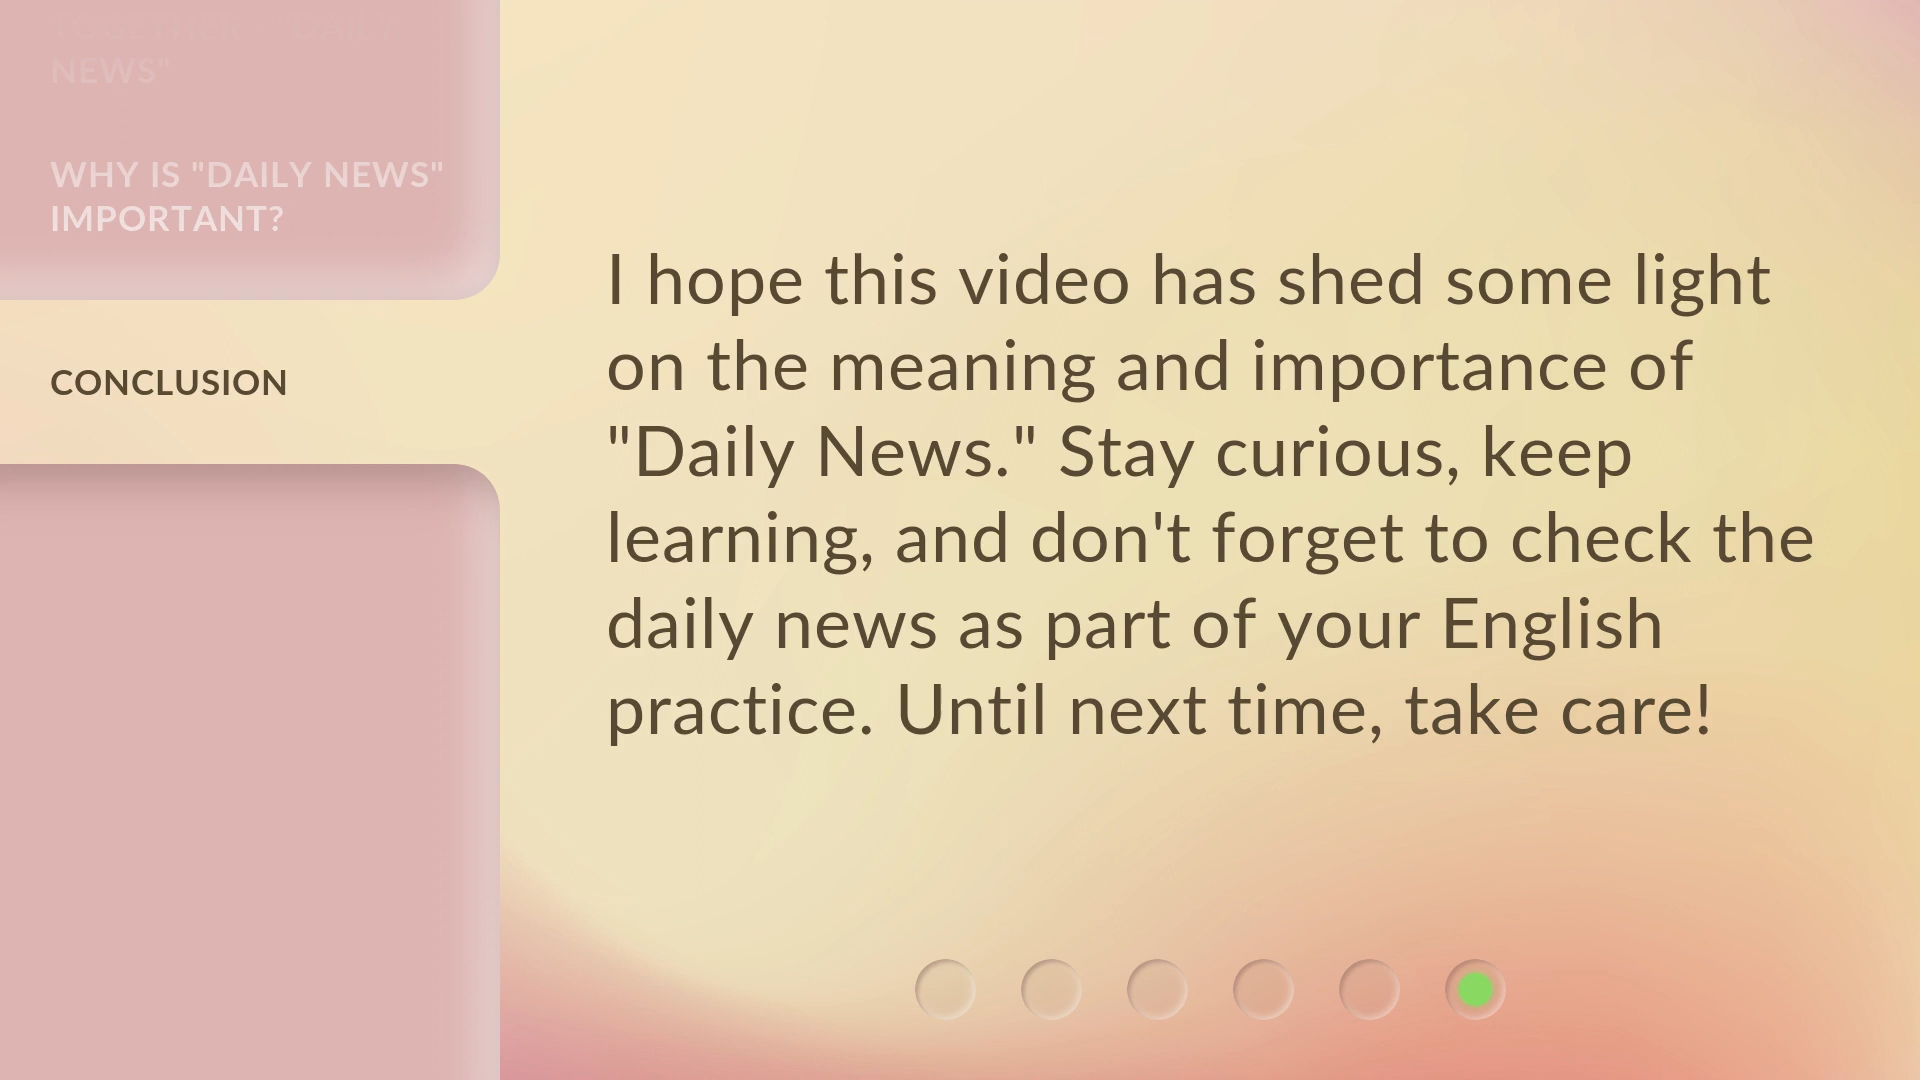 TOGETHER - "DAILY
NEWS"
WHY IS "DAILY NEWS"
IMPORTANT?
CONCLUSION
I hope this video has shed some light
on the meaning and importance of
"Daily News." Stay curious, keep
learning, and don't forget to check the
daily news as part of your English
practice. Until next time, take care!